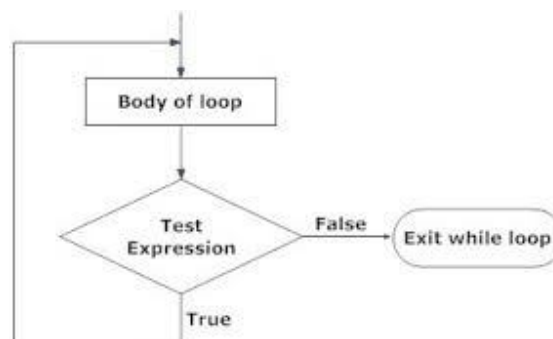 Body of loop
Test
Expression
False
Exit while loop
True